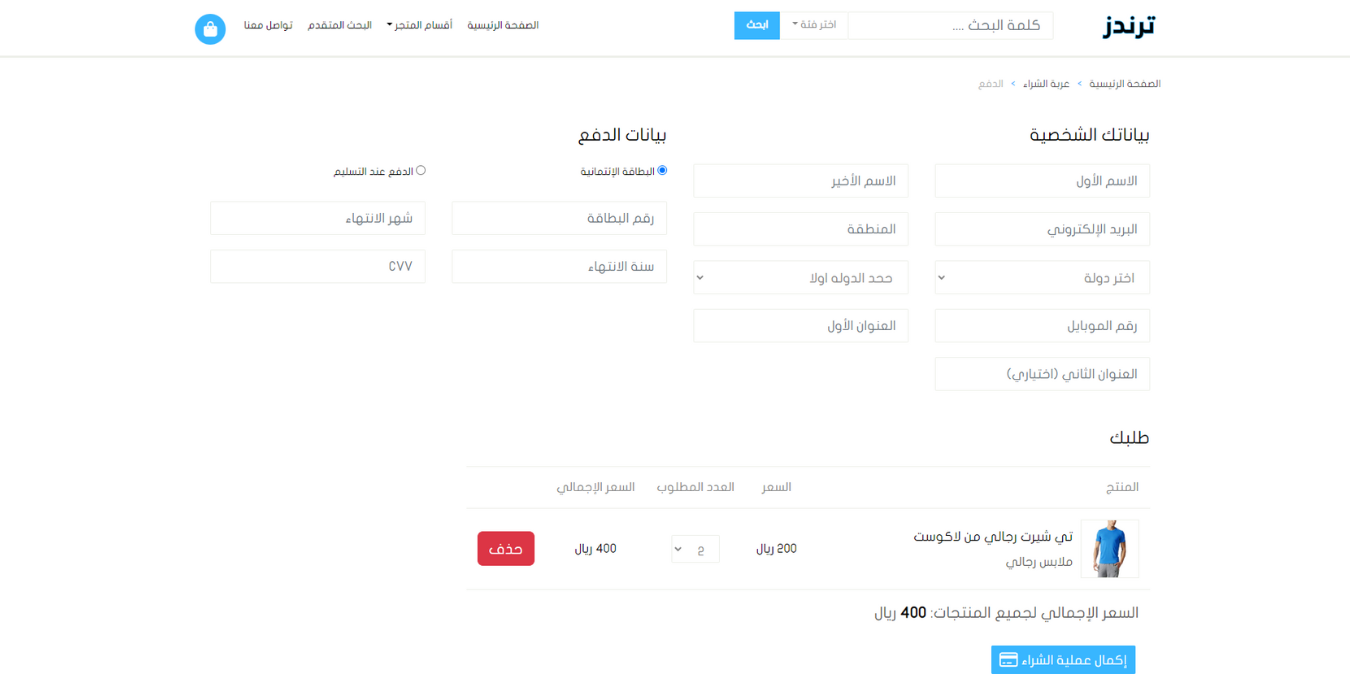 ترندز
كلمة البحث ....
اختر فئة
ابحث
الصفحة الرئيسية
أقسام المتجر
البحث المتقدم
تواصل معنا
الصفحة الرئيسية > عربة الشراء > الدفع
بياناتك الشخصية
الاسم الأول
الاسم الأخير
البريد الإلكتروني
المنطقة
اختر دولة
ححد الدوله اولا
رقم الموبايل
العنوان الأول
العنوان الثاني (اختياري)
بيانات الدفع
البطاقة الإئتمانية
الدفع عند التسليم
رقم البطاقة
شهر الانتهاء
سنة الانتهاء
CVV
طلبك
المنتج
السعر
العدد المطلوب
السعر الإجمالي
تي شيرت رجالي من لاكوست
ملابس رجالي
200 ريال
2
400 ريال
حذف
السعر الإجمالي لجميع المنتجات: 400 ريال
إكمال عملية الشراء